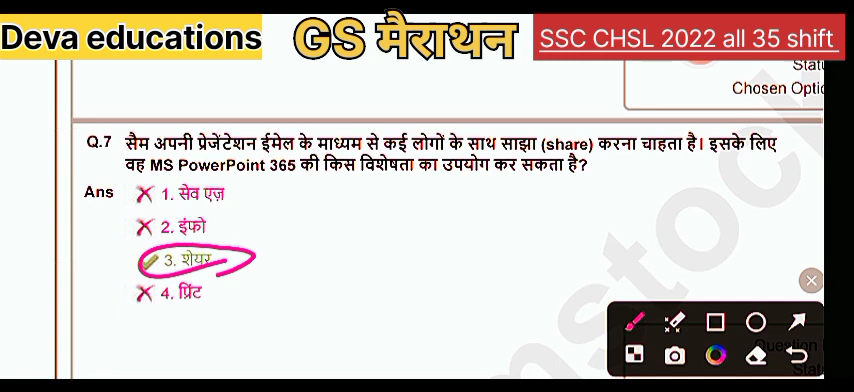 Deva educations GS मैराथन SSC CHSL 2022 all 35 shift
Chosen
Q.7 सैम अपनी प्रेजेंटेशन ईमेल के माध्यम से कई लोगों के साथ साझा (share) करना चाहता है। इसके लिए
वह MS PowerPoint 365 की किस विशेषता का उपयोग कर सकता है?
Ans 1. सेव एज़
2. इंफो
3. शेयर
4. प्रिंट